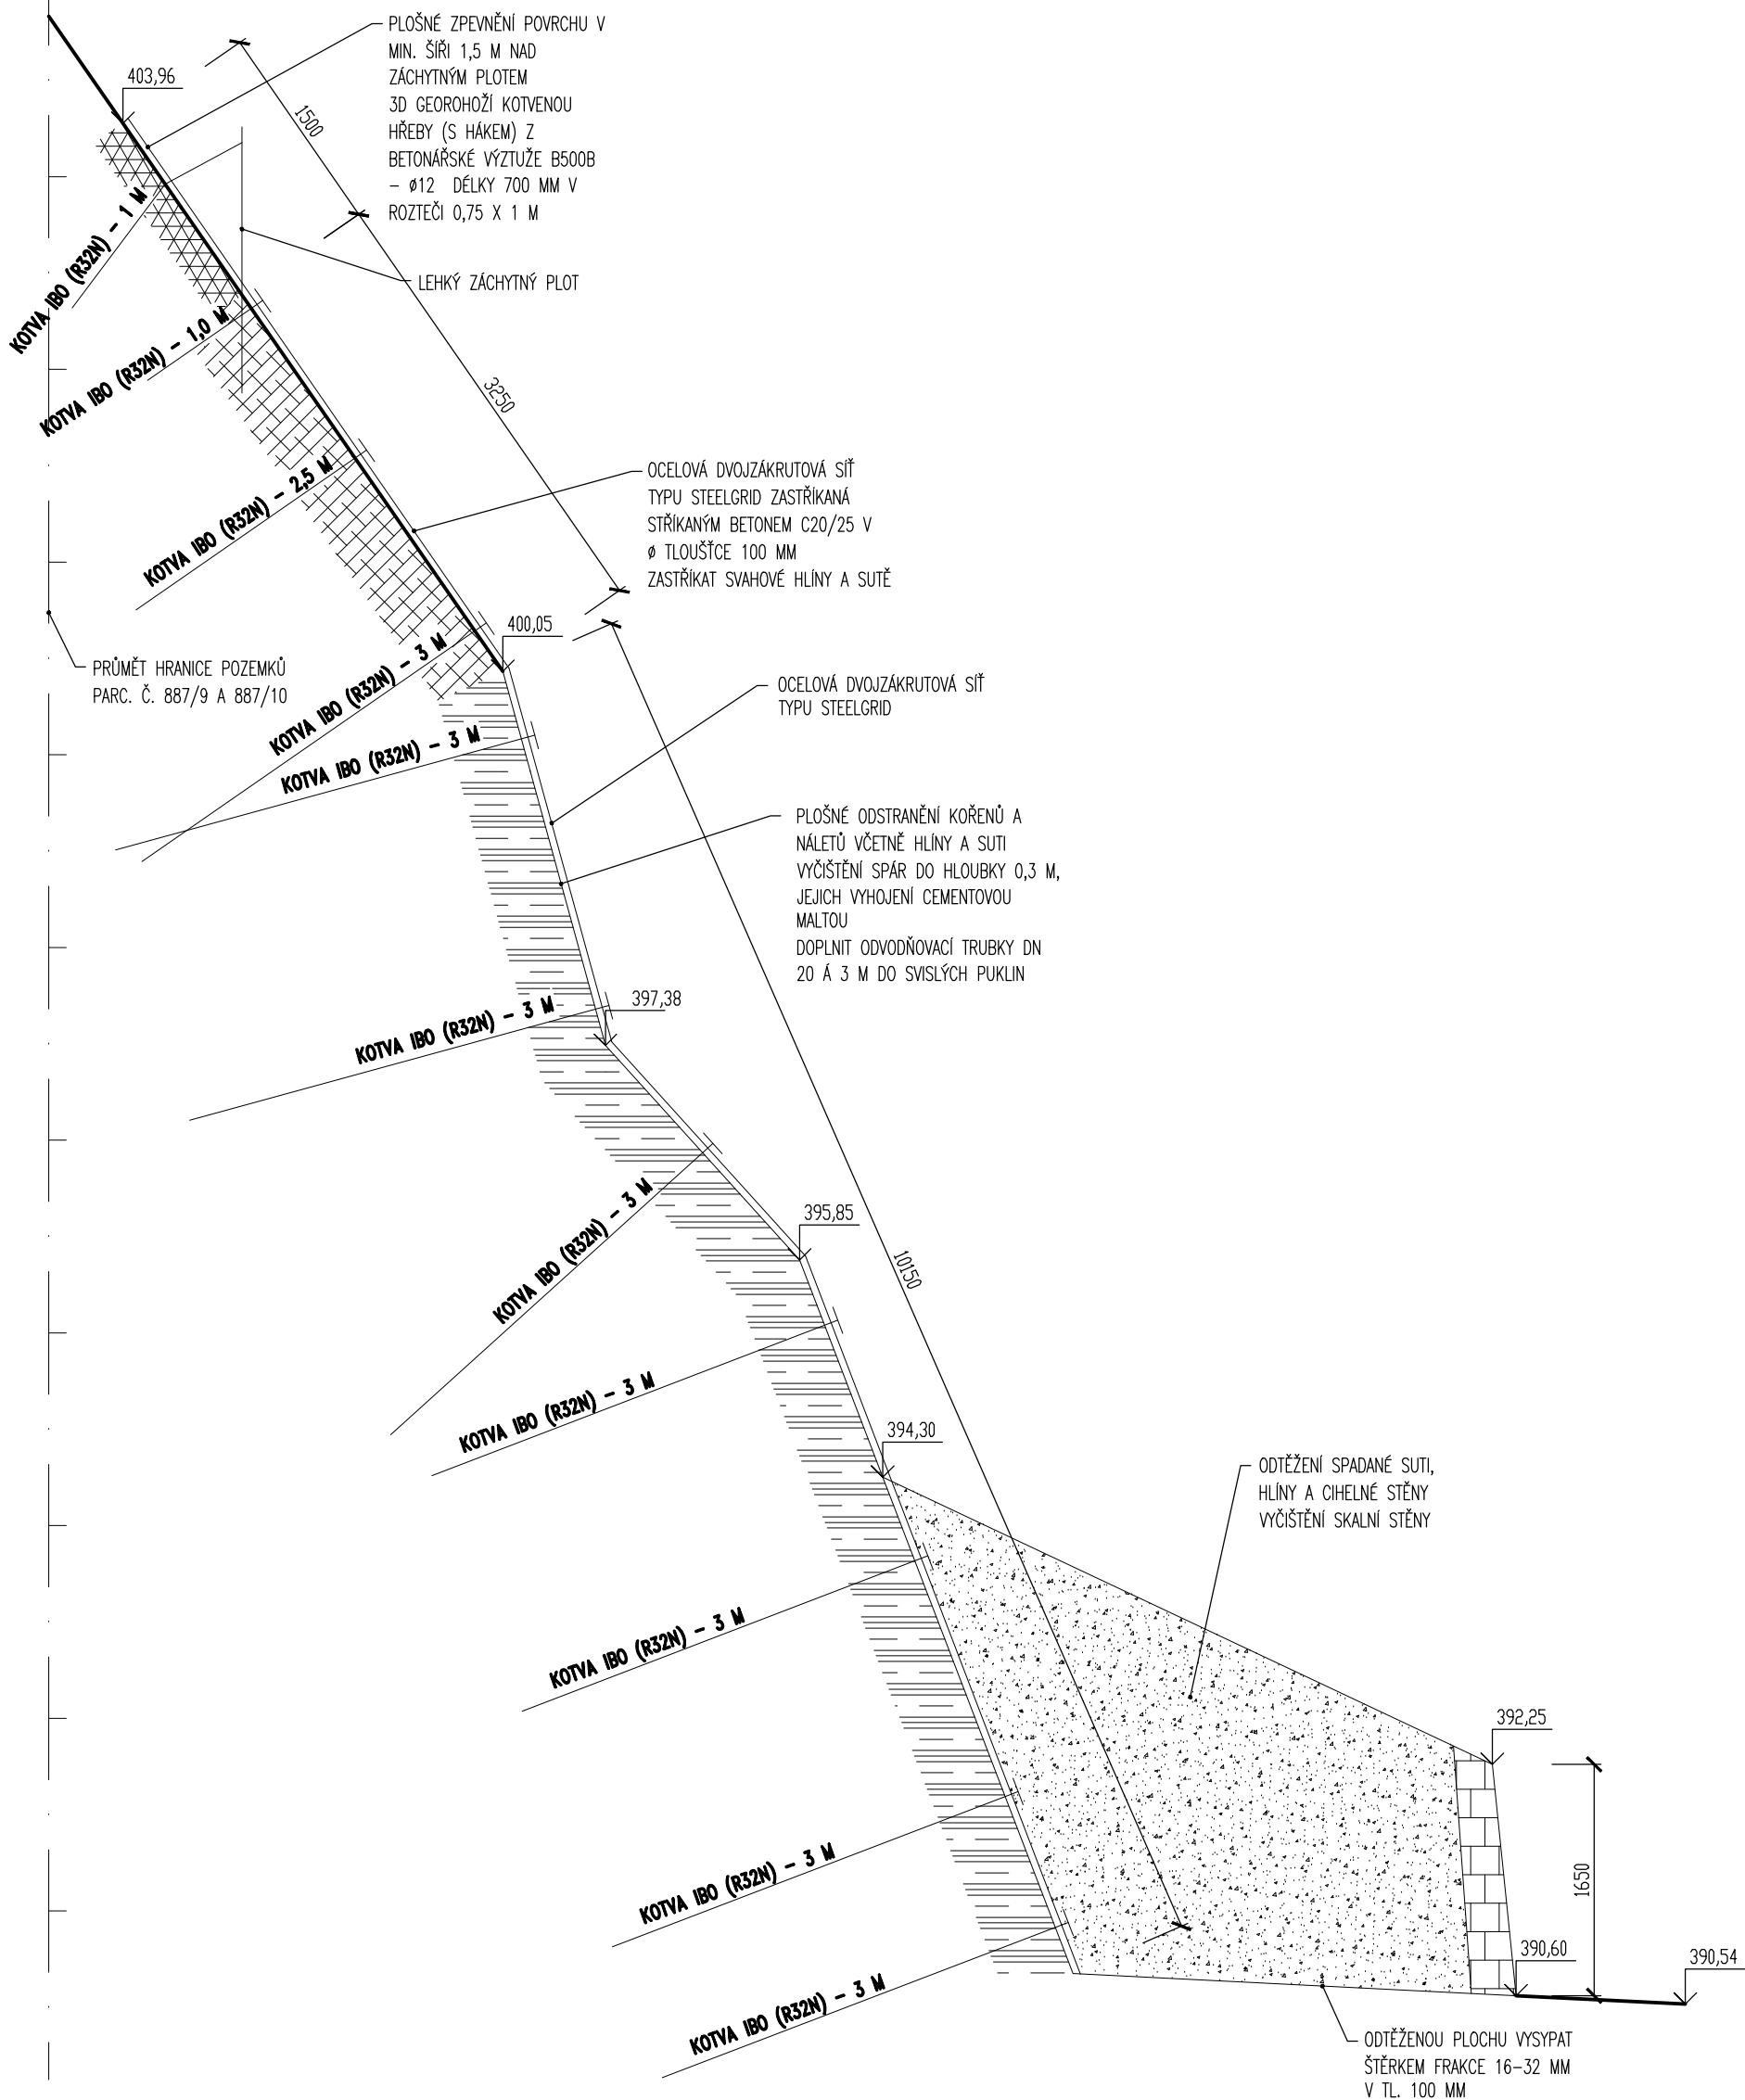 PLOŠNÉ ZPEVNĚNÍ POVRCHU V
MIN. ŠÍŘI 1,5 M NAD
ZÁCHYTNÝM PLOTEM
3D GEOROHOŽÍ KOTVENOU
HŘEBY (S HÁKEM) Z
BETONÁŘSKÉ VÝZTUŽE B500B
- ø12 DÉLKY 700 MM V
ROZTEČI 0,75 X 1 M
403,96
1500
LEHKÝ ZÁCHYTNÝ PLOT
KOTVA IBO (R32N) - 1 M
KOTVA IBO (R32N) - 1,0 M
3250
KOTVA IBO (R32N) - 2,5 M
OCELOVÁ DVOJZÁKRUTOVÁ SÍŤ
TYPU STEELGRID ZASTŘÍKANÁ
STŘÍKANÝM BETONEM C20/25 V
ø TLOUŠŤCE 100 MM
ZASTŘÍKAT SVAHOVÉ HLÍNY A SUTĚ
400,05
PRŮMĚT HRANICE POZEMKŮ
PARC. Č. 887/9 A 887/10
KOTVA IBO (R32N) - 3 M
KOTVA IBO (R32N) - 3 M
OCELOVÁ DVOJZÁKRUTOVÁ SÍŤ
TYPU STEELGRID
PLOŠNÉ ODSTRANĚNÍ KOŘENŮ A
NÁLETŮ VČETNĚ HLÍNY A SUTI
VYČIŠTĚNÍ SPÁR DO HLOUBKY 0,3 M,
JEJICH VYHOJENÍ CEMENTOVOU
MALTOU
DOPLNIT ODVODŇOVACÍ TRUBKY DN
20 Á 3 M DO SVISLÝCH PUKLIN
397,38
KOTVA IBO (R32N) - 3 M
KOTVA IBO (R32N) - 3 M
395,85
10150
KOTVA IBO (R32N) - 3 M
394,30
ODTĚŽENÍ SPADANÉ SUTI,
HLÍNY A CIHELNÉ STĚNY
VYČIŠTĚNÍ SKALNÍ STĚNY
KOTVA IBO (R32N) - 3 M
392,25
1650
KOTVA IBO (R32N) - 3 M
390,60
390,54
KOTVA IBO (R32N) - 3 M
ODTĚŽENOU PLOCHU VYSYPAT
ŠTĚRKEM FRAKCE 16-32 MM
V TL. 100 MM